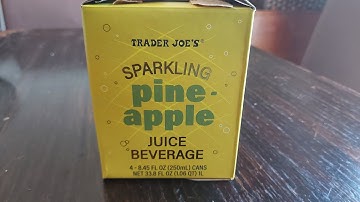 TRADER JOE'S®
SPARKLING
pine-
apple
JUICE
BEVERAGE
4 - 8.45 FL OZ (250mL) CANS
NET 33.8 FL OZ (1.06 QT) 1L